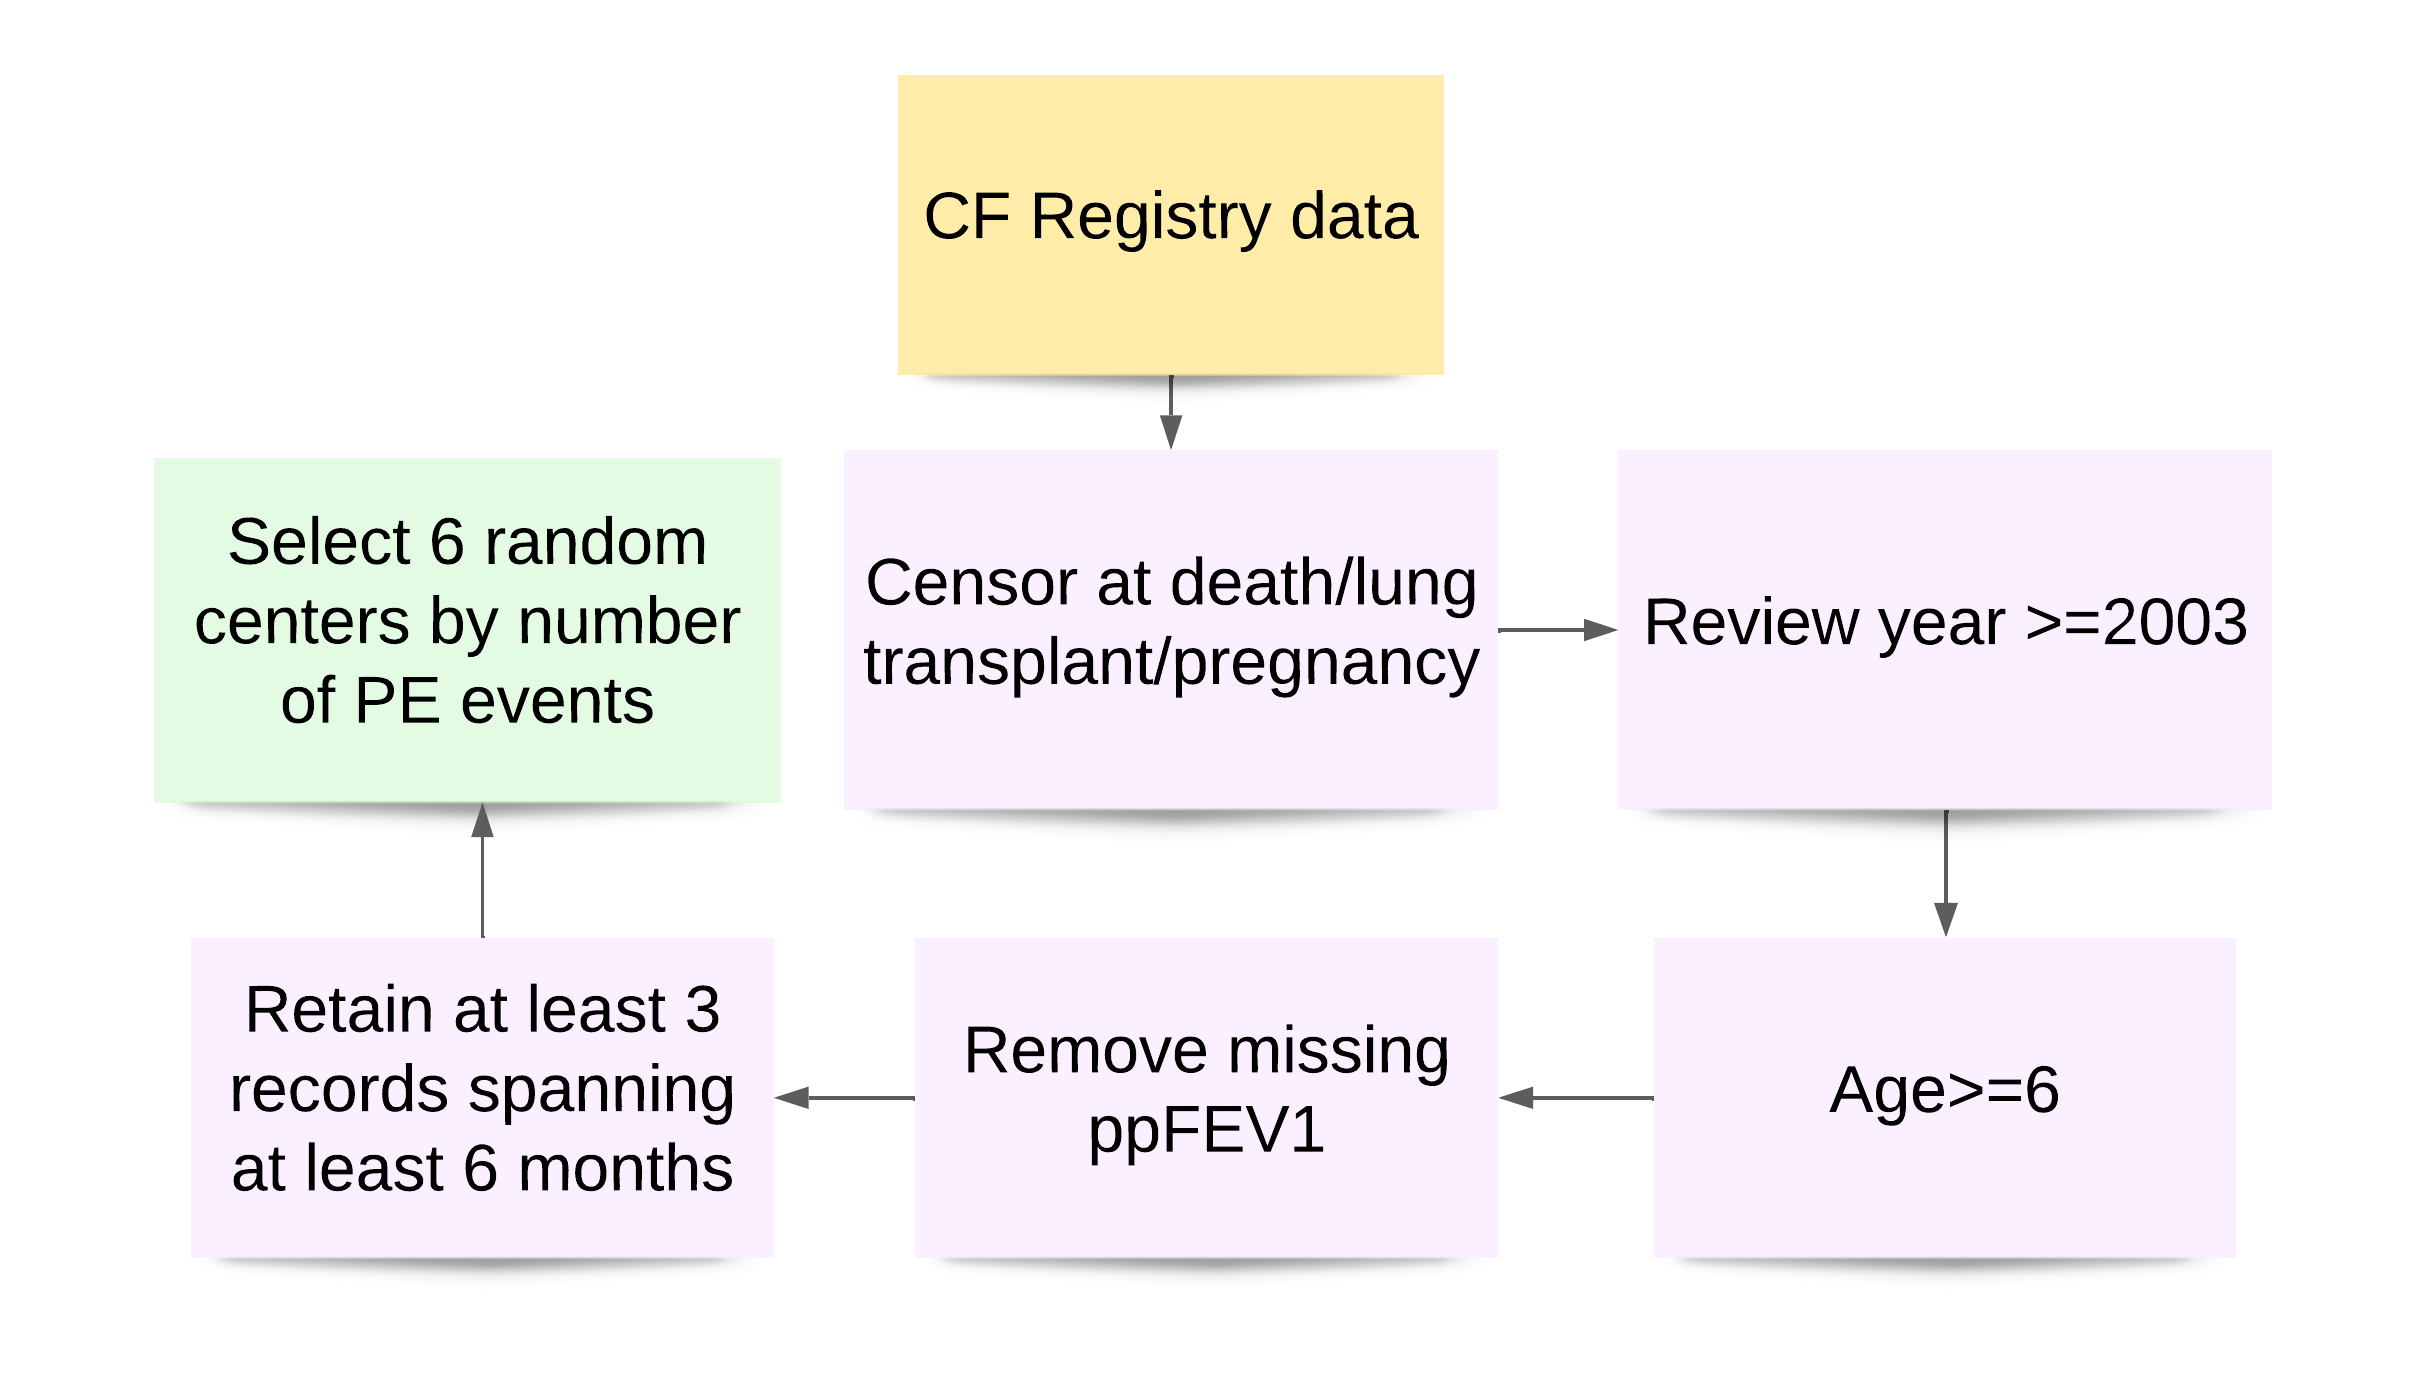 CF Registry data
Censor at death/lung
transplant/pregnancy
Review year >=2003
Age>=6
Remove missing
ppFEV1
Retain at least 3
records spanning
at least 6 months
Select 6 random
centers by number
of PE events